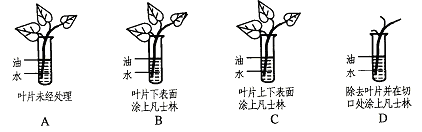 油
水
叶片未经处理
A
油
水
叶片下表面
涂上凡士林
B
油
水
叶片上下表面
涂上凡士林
C
油
水
除去叶片并在切
口处涂上凡士林
D